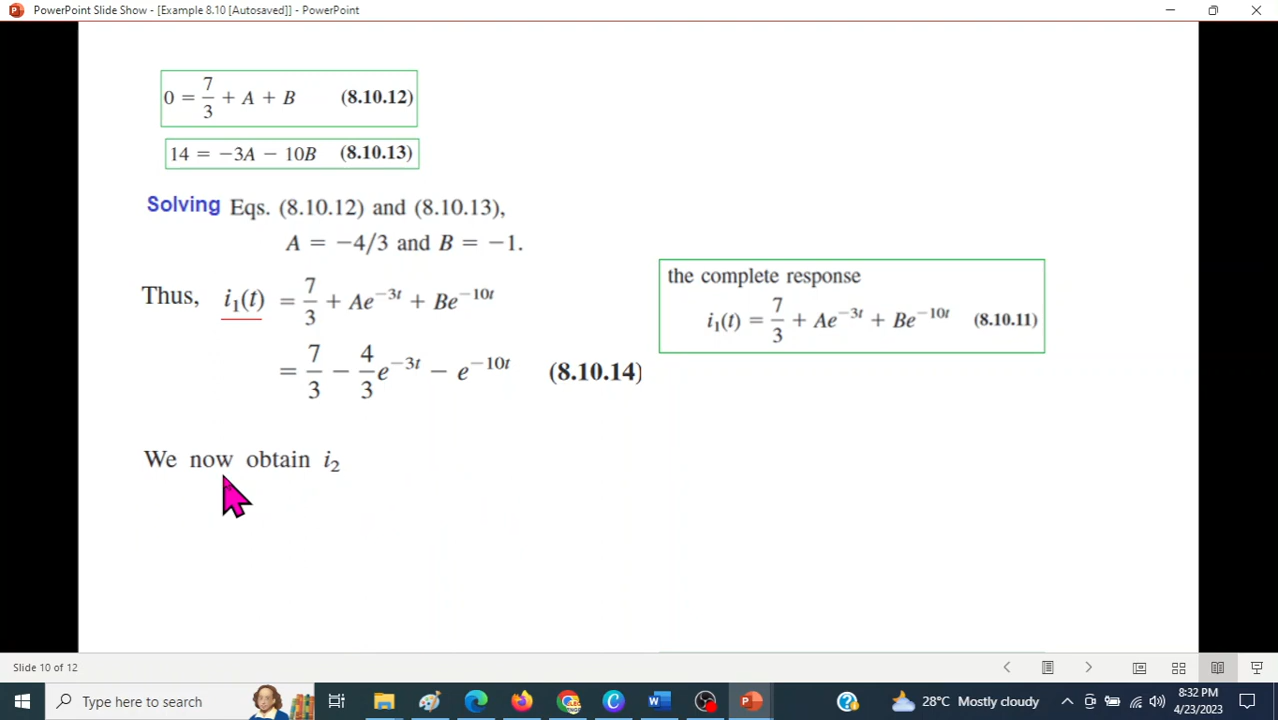 PowerPoint Slide Show - [Example 8.10 [Autosaved]] - PowerPoint
0 = 7/3 + A + B (8.10.12)
14 = −3A − 10B (8.10.13)
Solving Eqs. (8.10.12) and (8.10.13),
A = −4/3 and B = −1.
Thus, i₁(t) = 7/3 + Ae^{−3t} + Be^{−10t}
= 7/3 − 4/3 e^{−3t} − e^{−10t} (8.10.14)
the complete response
i₁(t) = 7/3 + Ae^{−3t} + Be^{−10t} (8.10.11)
We now obtain i₂
Slide 10 of 12
Type here to search
28°C Mostly cloudy
8:32 PM
4/23/2023